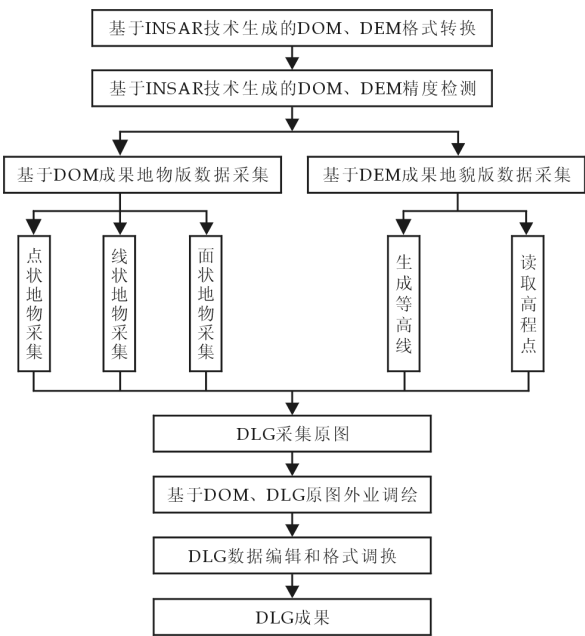 基于INSAR技术生成的DOM、DEM格式转换
基于INSAR技术生成的DOM、DEM精度检测
基于DOM成果地物版数据采集
基于DEM成果地貌版数据采集
点状地物采集
线状地物采集
面状地物采集
生成等高线
读取高程点
DLG采集原图
基于DOM、DLG原图外业调绘
DLG数据编辑和格式调换
DLG成果